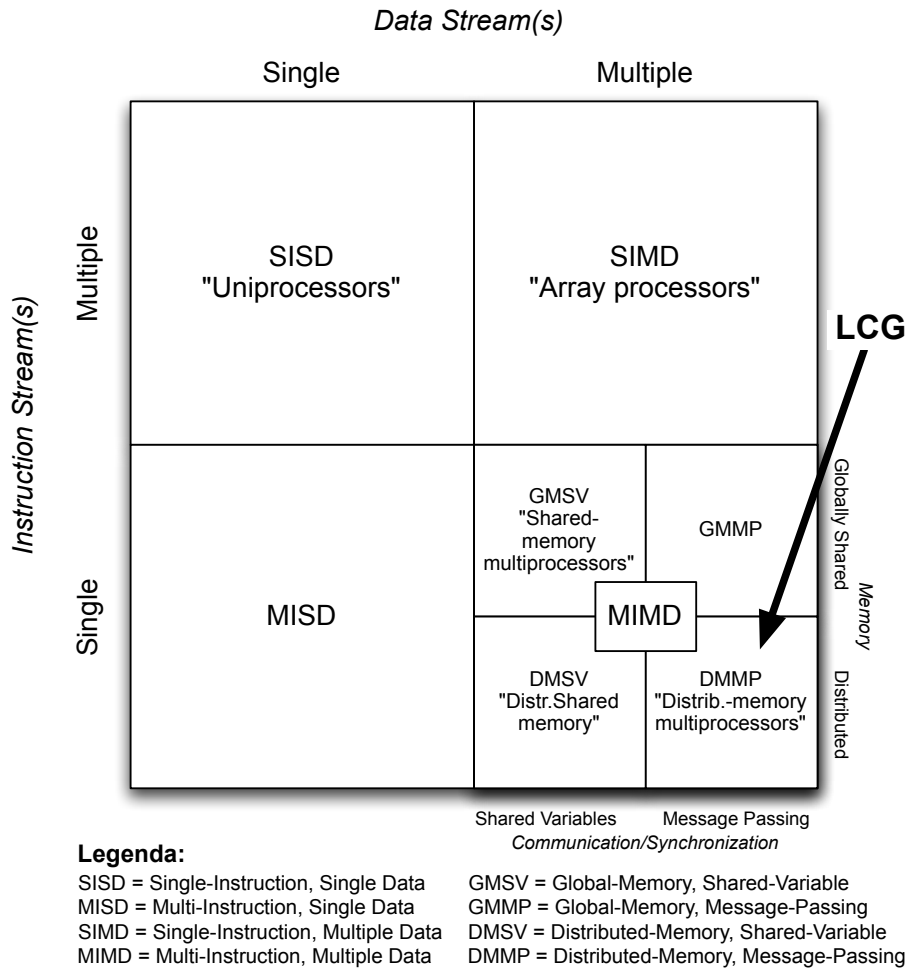 Data Stream(s)
Single
Multiple
Instruction Stream(s)
Multiple
SISD
"Uniprocessors"
SIMD
"Array processors"
LCG
Single
MISD
GMSV
"Shared-
memory
multiprocessors"
GMMP
MIMD
DMSV
"Distr.Shared
memory"
DMMP
"Distrib.-memory
multiprocessors"
Globally Shared
Distributed
Memory
Shared Variables
Message Passing
Communication/Synchronization
Legenda:
SISD = Single-Instruction, Single Data
MISD = Multi-Instruction, Single Data
SIMD = Single-Instruction, Multiple Data
MIMD = Multi-Instruction, Multiple Data
GMSV = Global-Memory, Shared-Variable
GMMP = Global-Memory, Message-Passing
DMSV = Distributed-Memory, Shared-Variable
DMMP = Distributed-Memory, Message-Passing